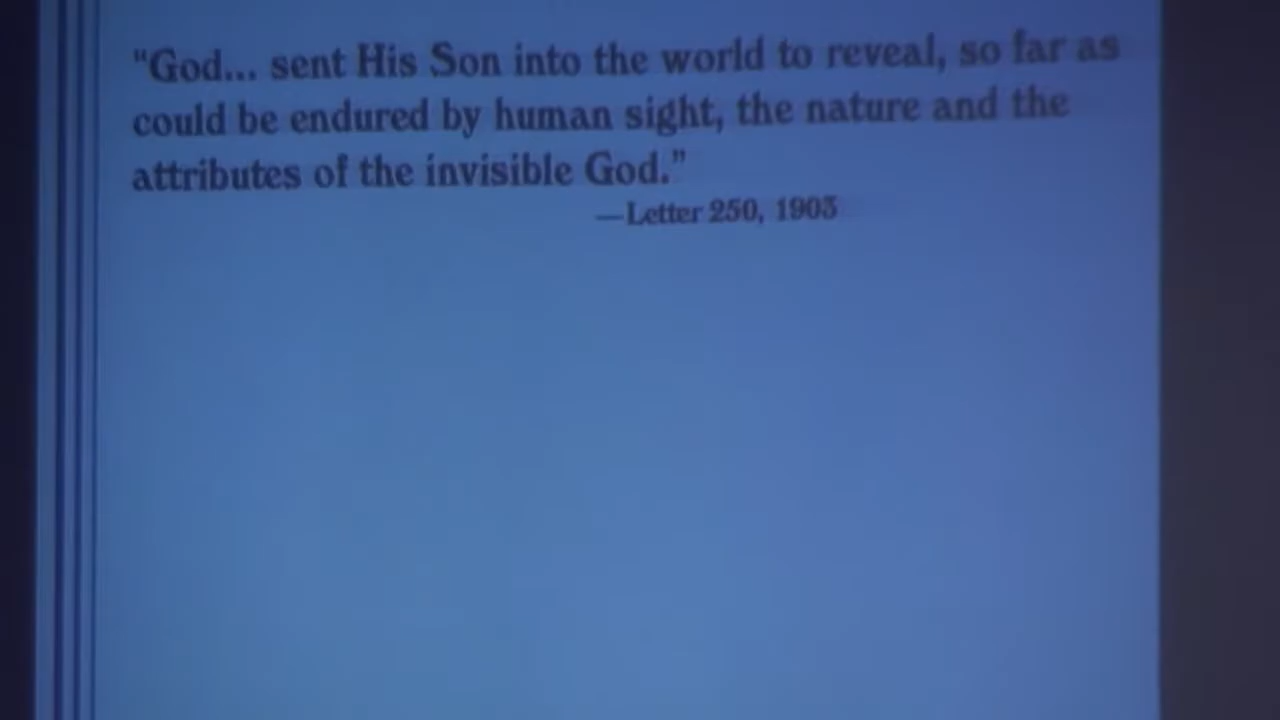 "God... sent His Son into the world to reveal, so far as
could be endured by human sight, the nature and the
attributes of the invisible God."
—Letter 250, 1903